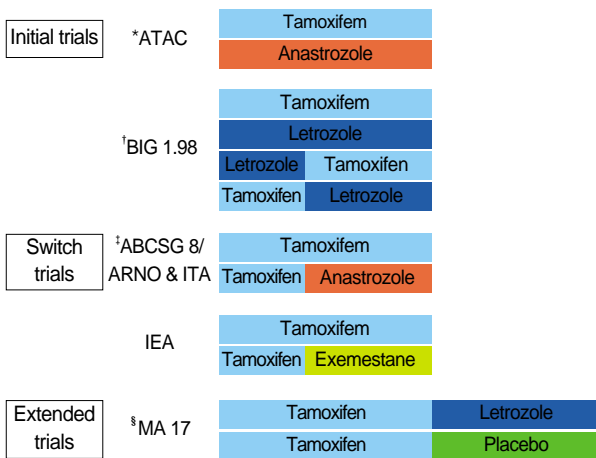 Initial trials
*ATAC
Tamoxifem
Anastrozole
†BIG 1.98
Tamoxifem
Letrozole
Letrozole Tamoxifen
Tamoxifen Letrozole
Switch
trials
‡ABCSG 8/
ARNO & ITA
Tamoxifem
Tamoxifen Anastrozole
IEA
Tamoxifem
Tamoxifen Exemestane
Extended
trials
§MA 17
Tamoxifen Letrozole
Tamoxifen Placebo